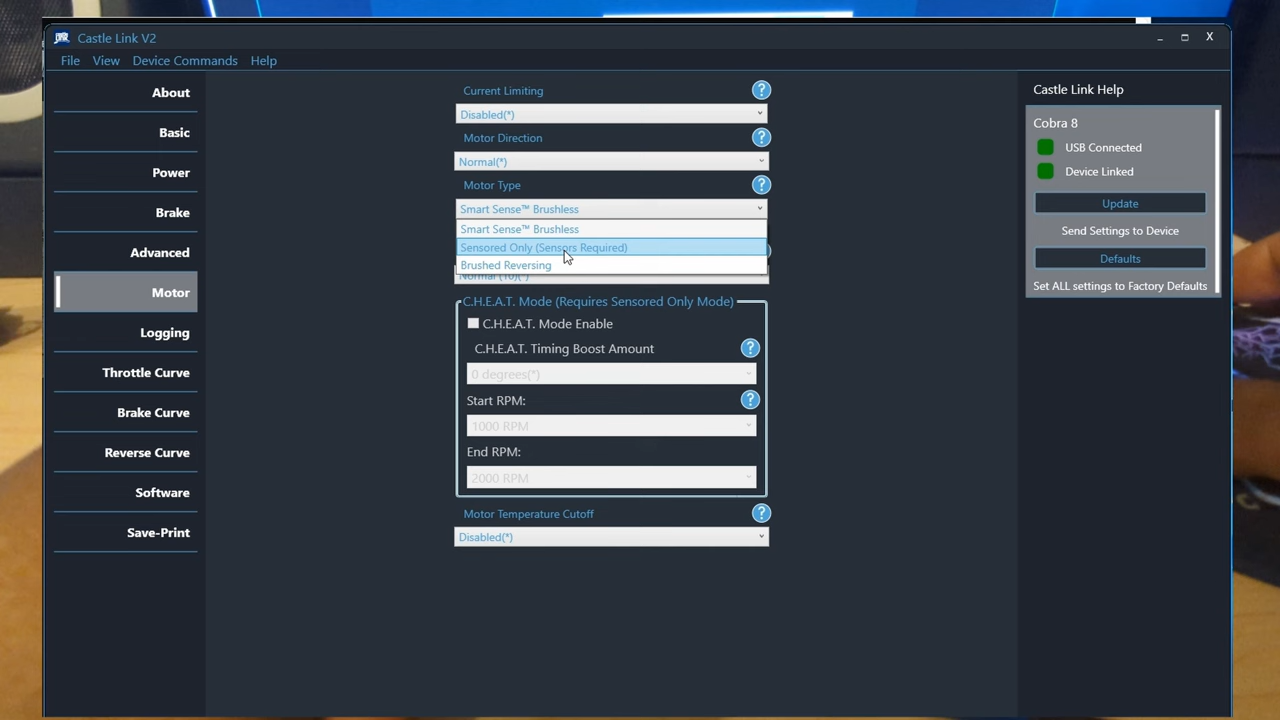 Castle Link V2
File View Device Commands Help
About
Basic
Power
Brake
Advanced
Motor
Logging
Throttle Curve
Brake Curve
Reverse Curve
Software
Save-Print
Current Limiting
Disabled(*)
Motor Direction
Normal(*)
Motor Type
Smart Sense™ Brushless
Smart Sense™ Brushless
Sensored Only (Sensors Required)
Brushed Reversing
Normal (10)(*)
C.H.E.A.T. Mode (Requires Sensored Only Mode)
C.H.E.A.T. Mode Enable
C.H.E.A.T. Timing Boost Amount
0 degrees(*)
Start RPM:
1000 RPM
End RPM:
2000 RPM
Motor Temperature Cutoff
Disabled(*)
Castle Link Help
Cobra 8
USB Connected
Device Linked
Update
Send Settings to Device
Defaults
Set ALL settings to Factory Defaults